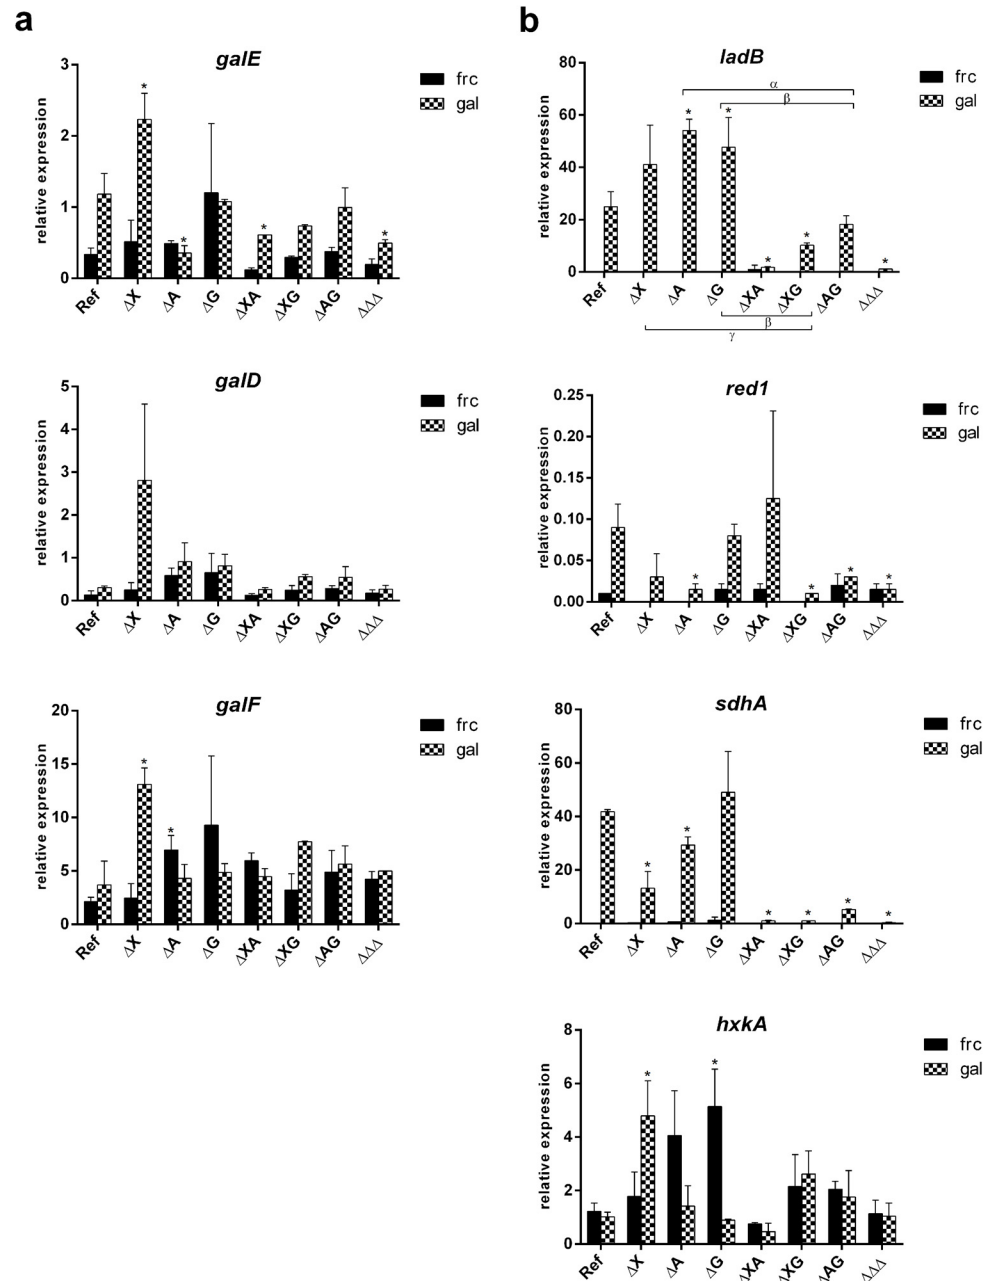 a
galE
relative expression
3
2
1
0
Ref
ΔX
ΔA
ΔG
ΔXA
ΔXG
ΔAG
ΔΔΔ
*
*
*
*
frc
gal
galD
relative expression
5
4
3
2
1
0
Ref
ΔX
ΔA
ΔG
ΔXA
ΔXG
ΔAG
ΔΔΔ
frc
gal
galF
relative expression
20
15
10
5
0
Ref
ΔX
ΔA
ΔG
ΔXA
ΔXG
ΔAG
ΔΔΔ
*
*
frc
gal
b
ladB
relative expression
80
60
40
20
0
α
β
*
*
*
*
*
Ref
ΔX
ΔA
ΔG
ΔXA
ΔXG
ΔAG
ΔΔΔ
β
γ
frc
gal
red1
relative expression
0.25
0.20
0.15
0.10
0.05
0.00
*
*
*
*
Ref
ΔX
ΔA
ΔG
ΔXA
ΔXG
ΔAG
ΔΔΔ
frc
gal
sdhA
relative expression
80
60
40
20
0
*
*
*
*
*
*
Ref
ΔX
ΔA
ΔG
ΔXA
ΔXG
ΔAG
ΔΔΔ
frc
gal
hxkA
relative expression
8
6
4
2
0
*
*
Ref
ΔX
ΔA
ΔG
ΔXA
ΔXG
ΔAG
ΔΔΔ
frc
gal